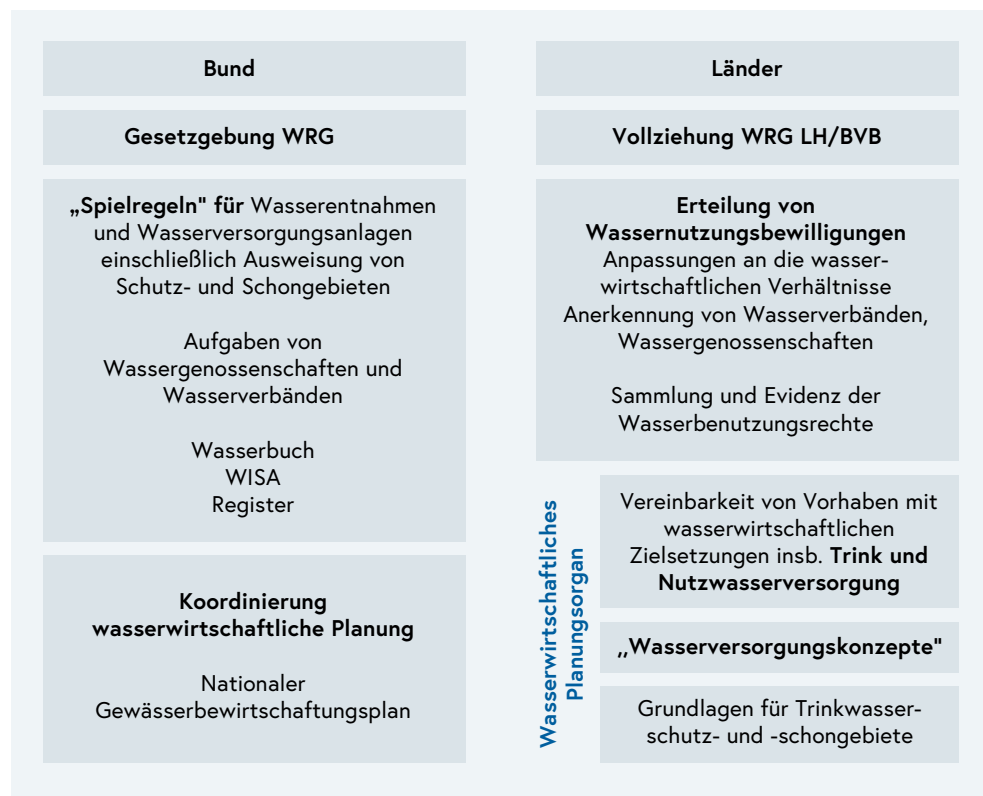 Bund
Gesetzgebung WRG
„Spielregeln" für Wasserentnahmen
und Wasserversorgungsanlagen
einschließlich Ausweisung von
Schutz- und Schongebieten
Aufgaben von
Wassergenossenschaften und
Wasserverbänden
Wasserbuch
WISA
Register
Koordinierung
wasserwirtschaftliche Planung
Nationaler
Gewässerbewirtschaftungsplan
Länder
Vollziehung WRG LH/BVB
Erteilung von
Wassernutzungsbewilligungen
Anpassungen an die wasser-
wirtschaftlichen Verhältnisse
Anerkennung von Wasserverbänden,
Wassergenossenschaften
Sammlung und Evidenz der
Wasserbenutzungsrechte
Wasserwirtschaftliches
Planungsorgan
Vereinbarkeit von Vorhaben mit
wasserwirtschaftlichen
Zielsetzungen insb. Trink und
Nutzwasserversorgung
,,Wasserversorgungskonzepte"
Grundlagen für Trinkwasser-
schutz- und -schongebiete